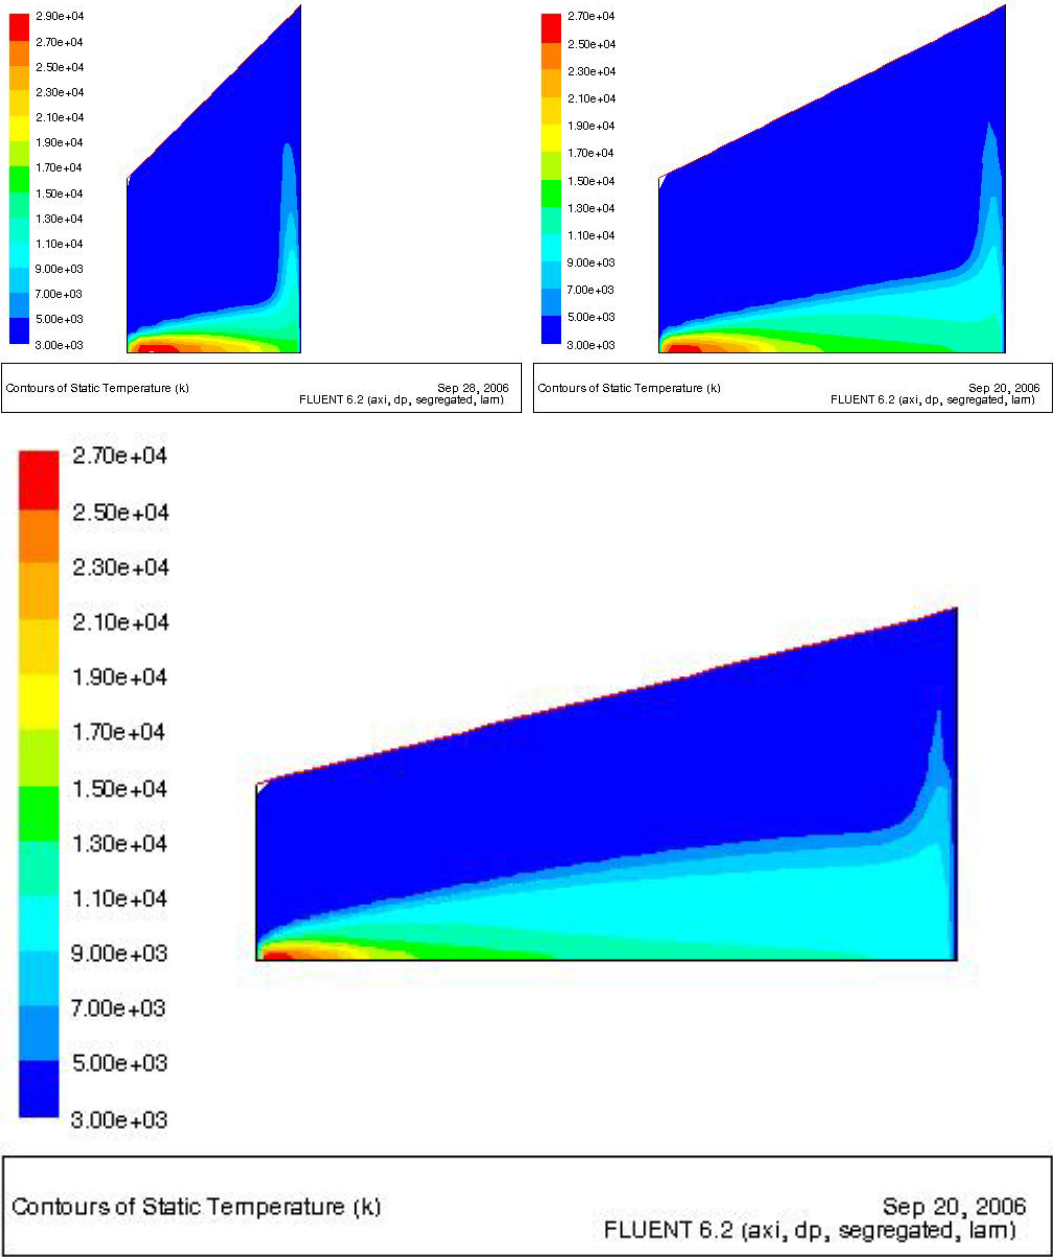 2.90e+04
2.70e+04
2.50e+04
2.30e+04
2.10e+04
1.90e+04
1.70e+04
1.50e+04
1.30e+04
1.10e+04
9.00e+03
7.00e+03
5.00e+03
3.00e+03
Contours of Static Temperature (k)
Sep 28, 2006
FLUENT 6.2 (axi, dp, segregated, lam)
2.70e+04
2.50e+04
2.30e+04
2.10e+04
1.90e+04
1.70e+04
1.50e+04
1.30e+04
1.10e+04
9.00e+03
7.00e+03
5.00e+03
3.00e+03
Contours of Static Temperature (k)
Sep 20, 2006
FLUENT 6.2 (axi, dp, segregated, lam)
2.70e+04
2.50e+04
2.30e+04
2.10e+04
1.90e+04
1.70e+04
1.50e+04
1.30e+04
1.10e+04
9.00e+03
7.00e+03
5.00e+03
3.00e+03
Contours of Static Temperature (k)
Sep 20, 2006
FLUENT 6.2 (axi, dp, segregated, lam)